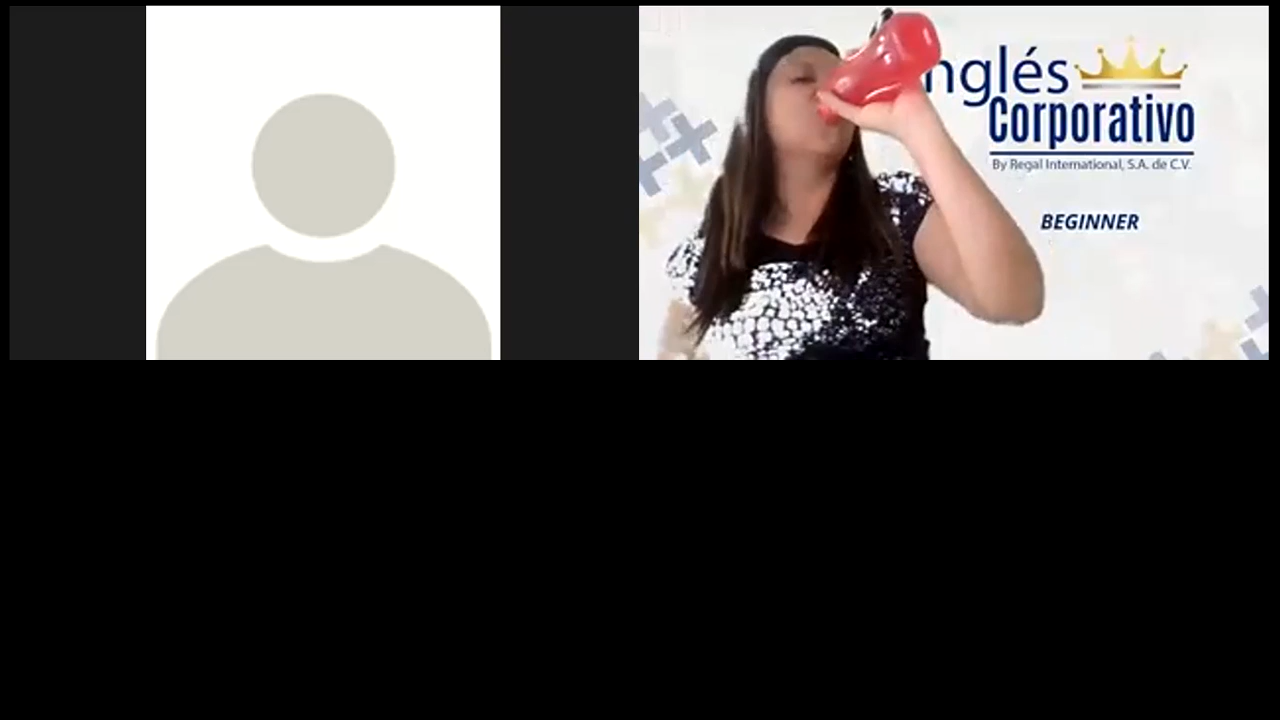 nglés
Corporativo
By Regal International, S.A. de C.V.
BEGINNER